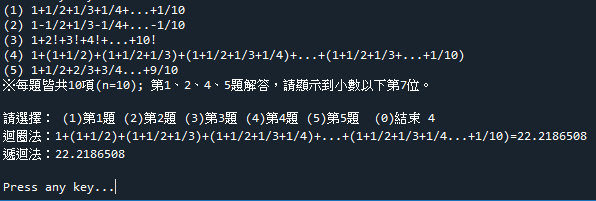 (1) 1+1/2+1/3+1/4+...+1/10
(2) 1-1/2+1/3-1/4+...-1/10
(3) 1+2!+3!+4!+...+10!
(4) 1+(1+1/2)+(1+1/2+1/3)+(1+1/2+1/3+1/4)+...+(1+1/2+1/3+...+1/10)
(5) 1+1/2+2/3+3/4...+9/10
※每題皆共10項(n=10); 第1、2、4、5題解答，請顯示到小數以下第7位。
請選擇： (1)第1題 (2)第2題 (3)第3題 (4)第4題 (5)第5題  (0)結束 4
迴圈法：1+(1+1/2)+(1+1/2+1/3)+(1+1/2+1/3+1/4)+...+(1+1/2+1/3+1/4...+1/10)=22.2186508
遞迴法：22.2186508
Press any key...